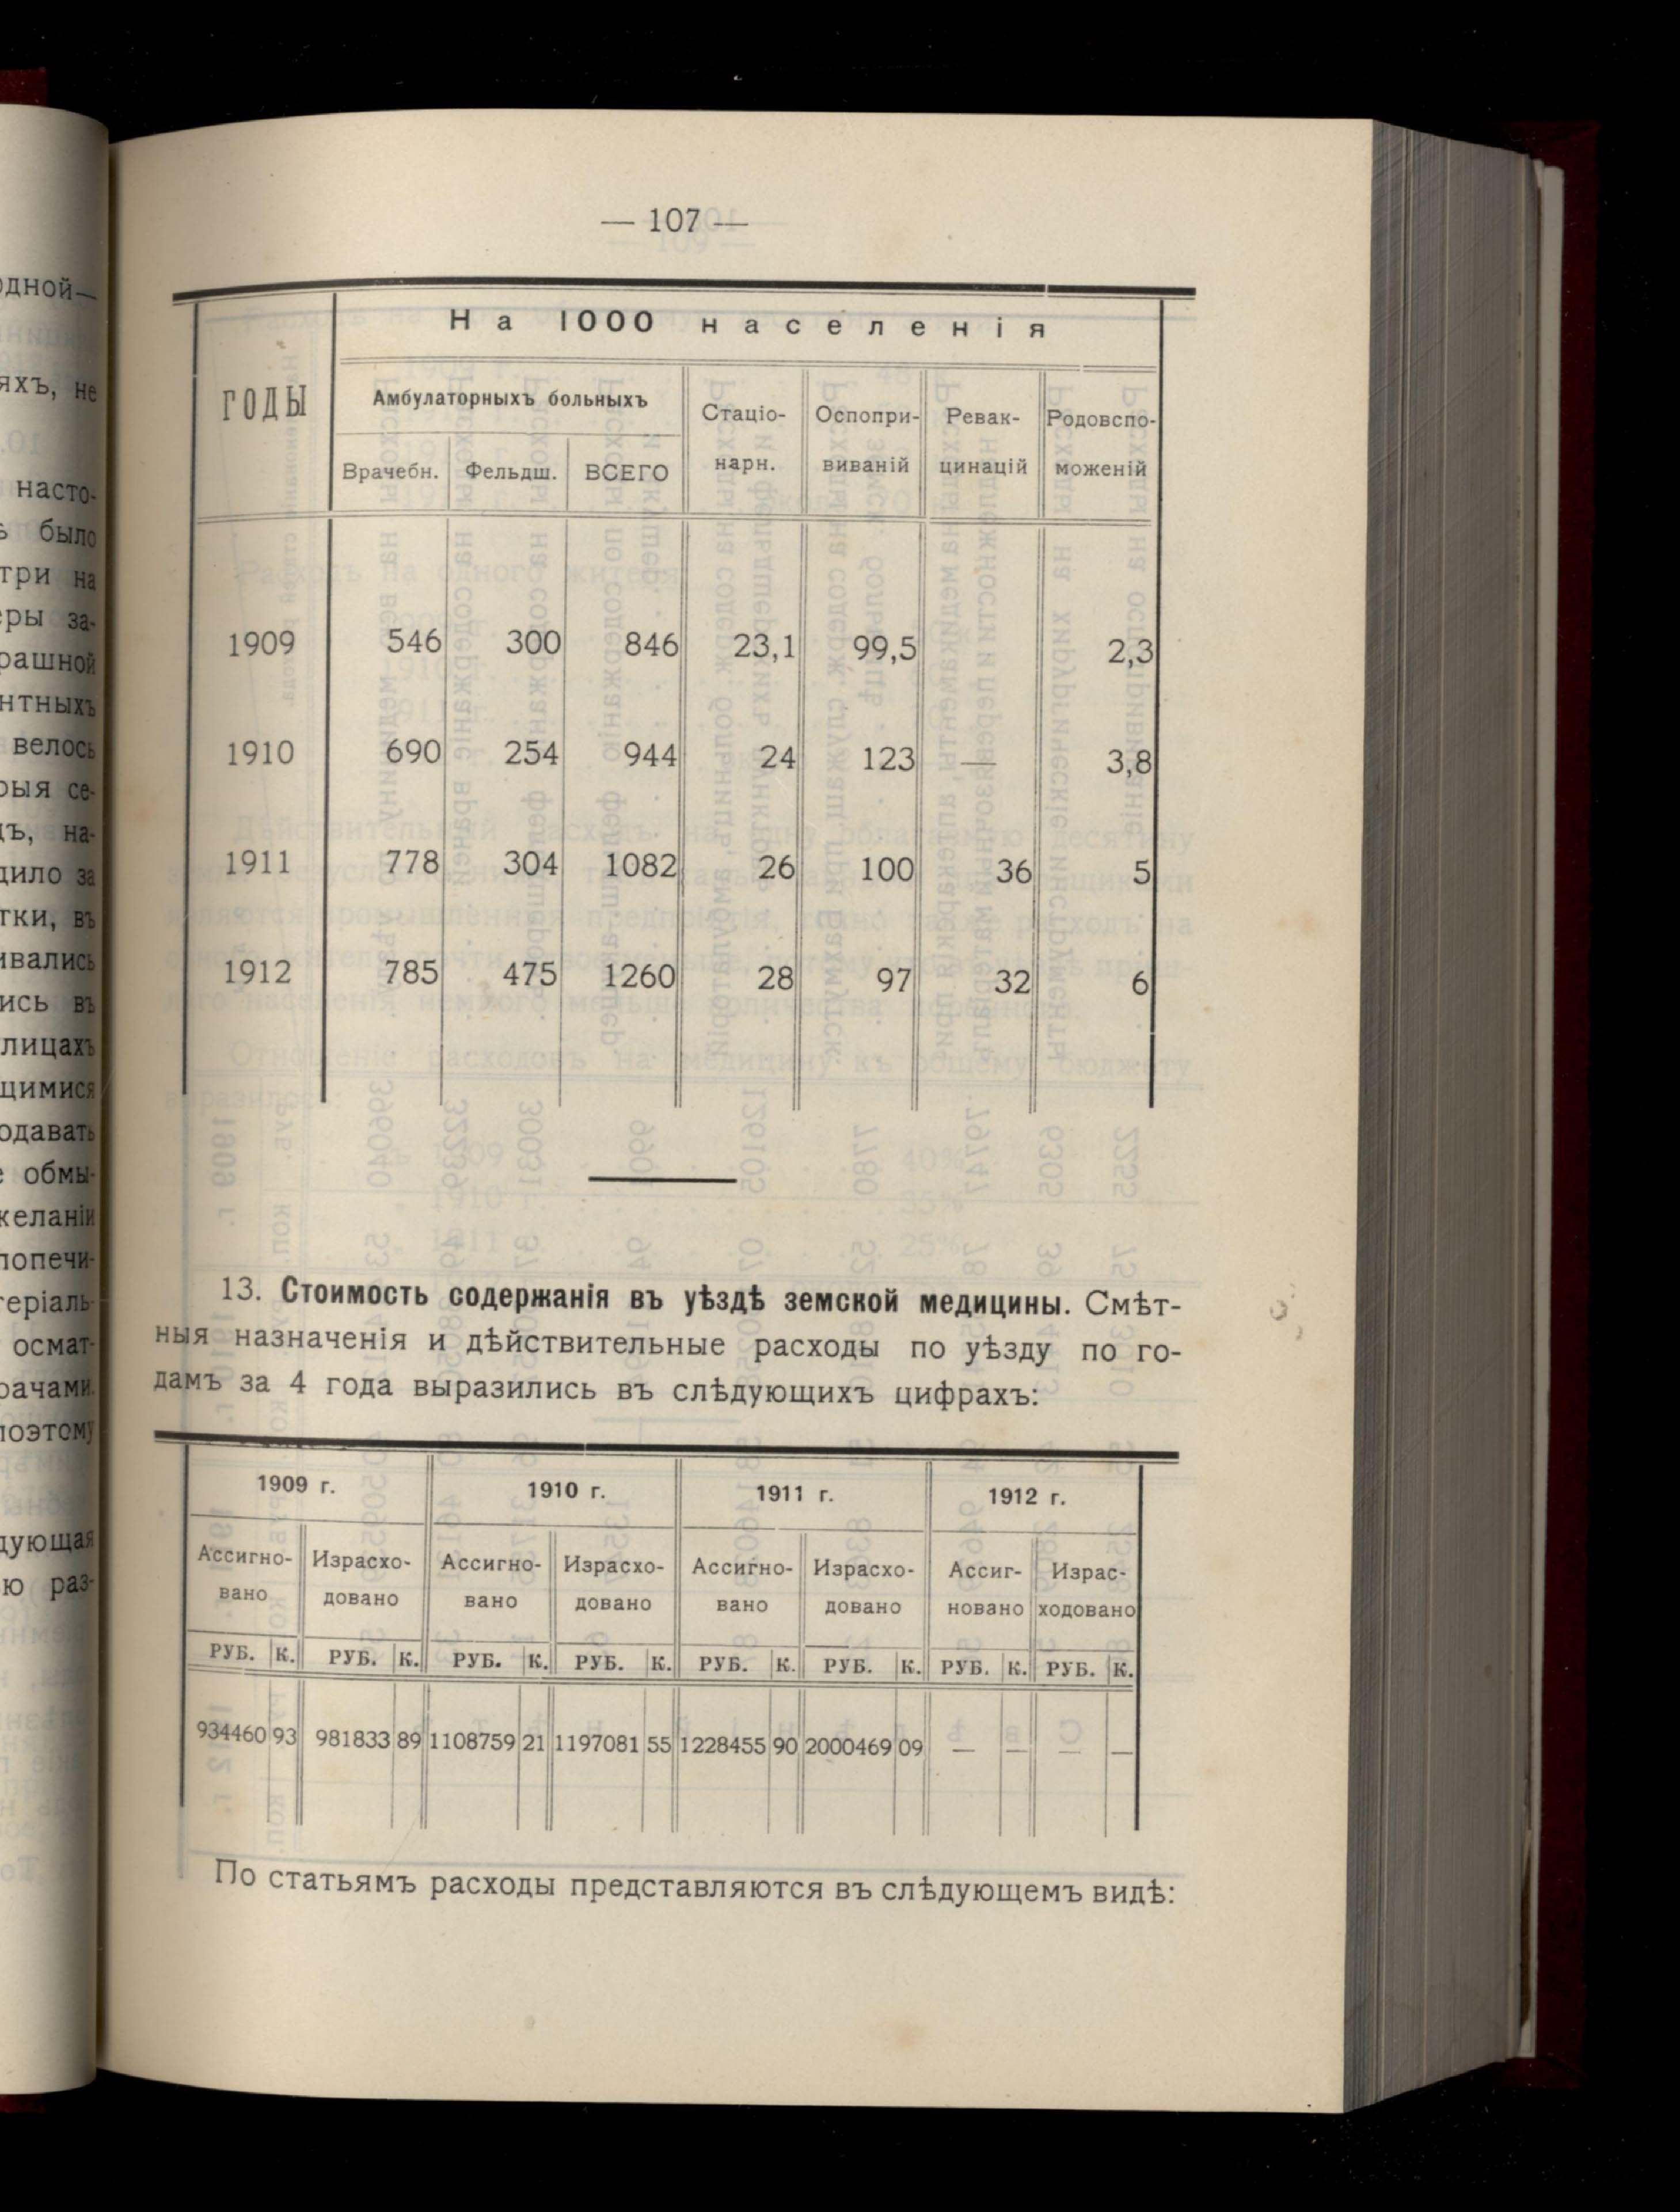 — 107 —
На 1000 населенія
ГОДЫ
Амбулаторныхъ больныхъ
Стаціо-нарн.
Оспопри-виваній
Ревак-цинацій
Родовспо-моженій
Врачебн. Фельдш. ВСЕГО
1909 546 300 846 23,1 99,5 2,3
1910 690 254 944 24 123 — 3,8
1911 778 304 1082 26 100 36 5
1912 785 475 1260 28 97 32 6
13. Стоимость содержанія въ уѣздѣ земской медицины. Смѣт-
ныя назначенія и дѣйствительные расходы по уѣзду по го-
дамъ за 4 года выразились въ слѣдующихъ цифрахъ:
1909 г. 1910 г. 1911 г. 1912 г.
Ассигно- Израсхо- Ассигно- Израсхо- Ассигно- Израсхо- Ассиг- Израс-
вано довано вано довано вано довано новано ходовано
РУБ. К. РУБ. К. РУБ. К. РУБ. К. РУБ. К. РУБ. К. РУБ. К. РУБ. К.
934460 93 981833 89 1108759 21 1197081 55 1228455 90 2000469 09 — — — —
По статьямъ расходы представляются въ слѣдующемъ видѣ: